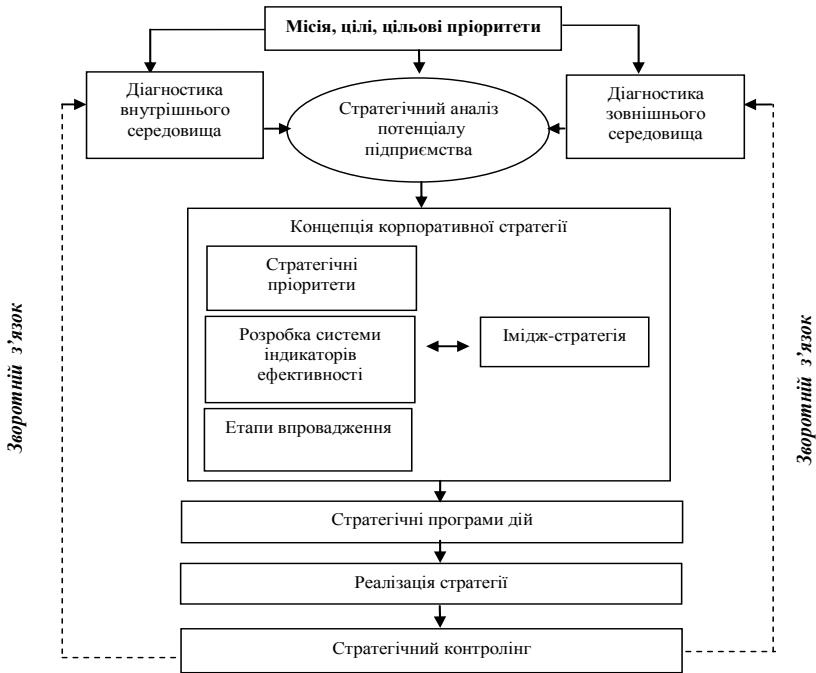 Місія, цілі, цільові пріоритети
Діагностика
внутрішнього
середовища
Стратегічний аналіз
потенціалу
підприємства
Діагностика
зовнішнього
середовища
Концепція корпоративної стратегії
Стратегічні
пріоритети
Розробка системи
індикаторів
ефективності
Імідж-стратегія
Етапи впровадження
Стратегічні програми дій
Реалізація стратегії
Стратегічний контролінг
Зворотній з’язок
Зворотній з’язок